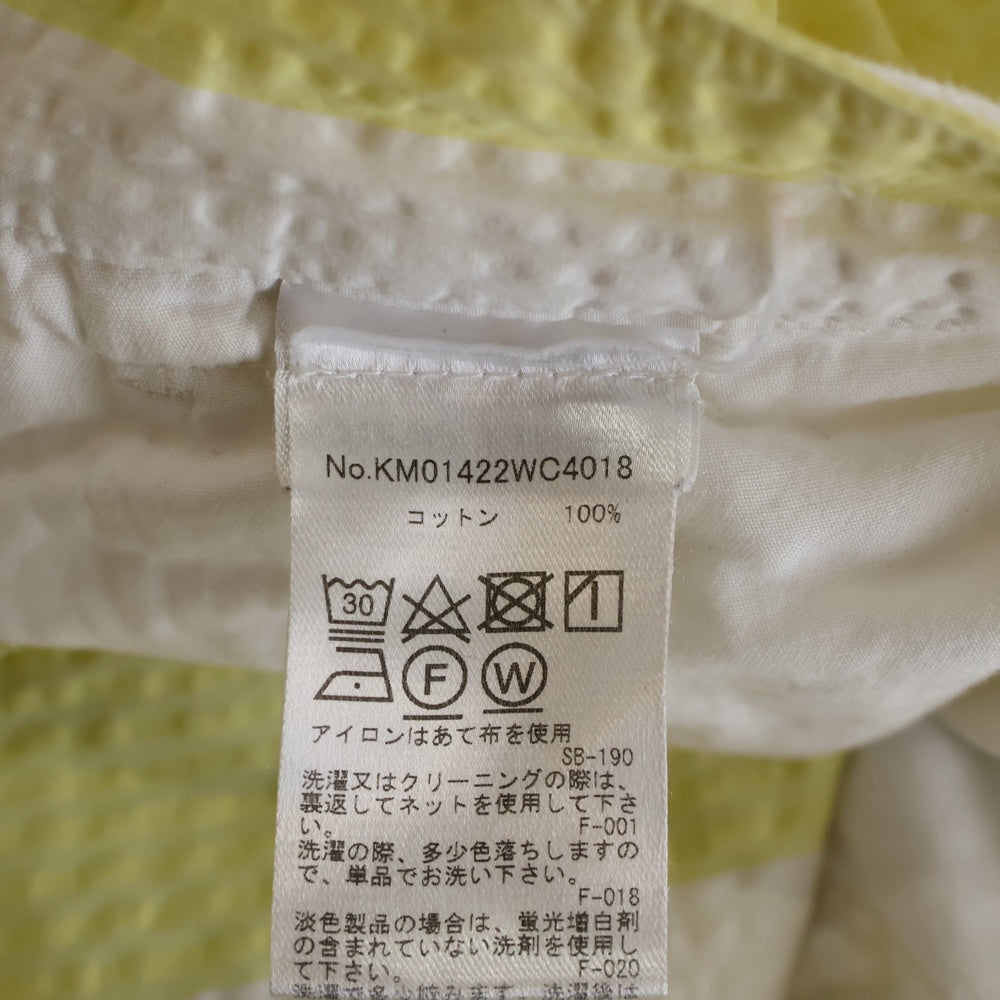 No.KM01422WC4018
コットン 100%
30
F W
アイロンはあて布を使用
SB-190
洗濯又はクリーニングの際は、
裏返してネットを使用して下さ
い。 F-001
洗濯の際、多少色落ちしますの
で、単品でお洗い下さい。
F-018
淡色製品の場合は、蛍光増白剤
の含まれていない洗剤を使用し
て下さい。 F-020